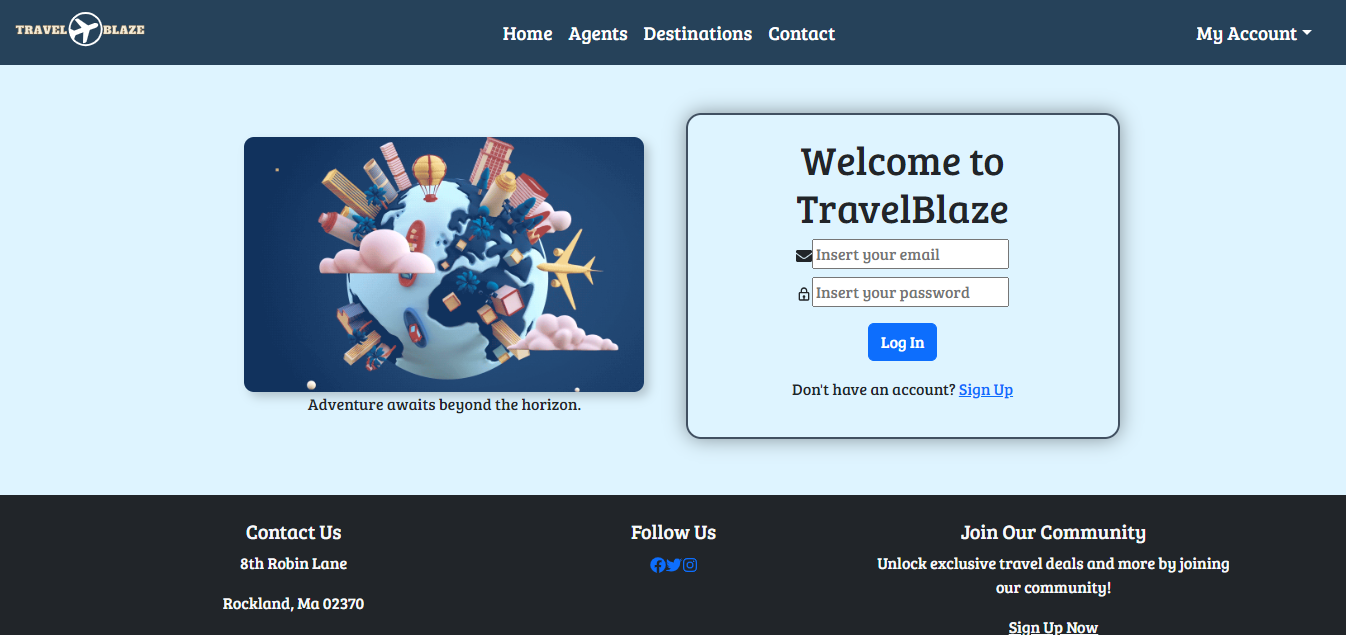 TRAVEL BLAZE
Home Agents Destinations Contact
My Account
Welcome to
TravelBlaze
Insert your email
Insert your password
Log In
Don't have an account? Sign Up
Adventure awaits beyond the horizon.
Contact Us
8th Robin Lane
Rockland, Ma 02370
Follow Us
Join Our Community
Unlock exclusive travel deals and more by joining
our community!
Sign Up Now